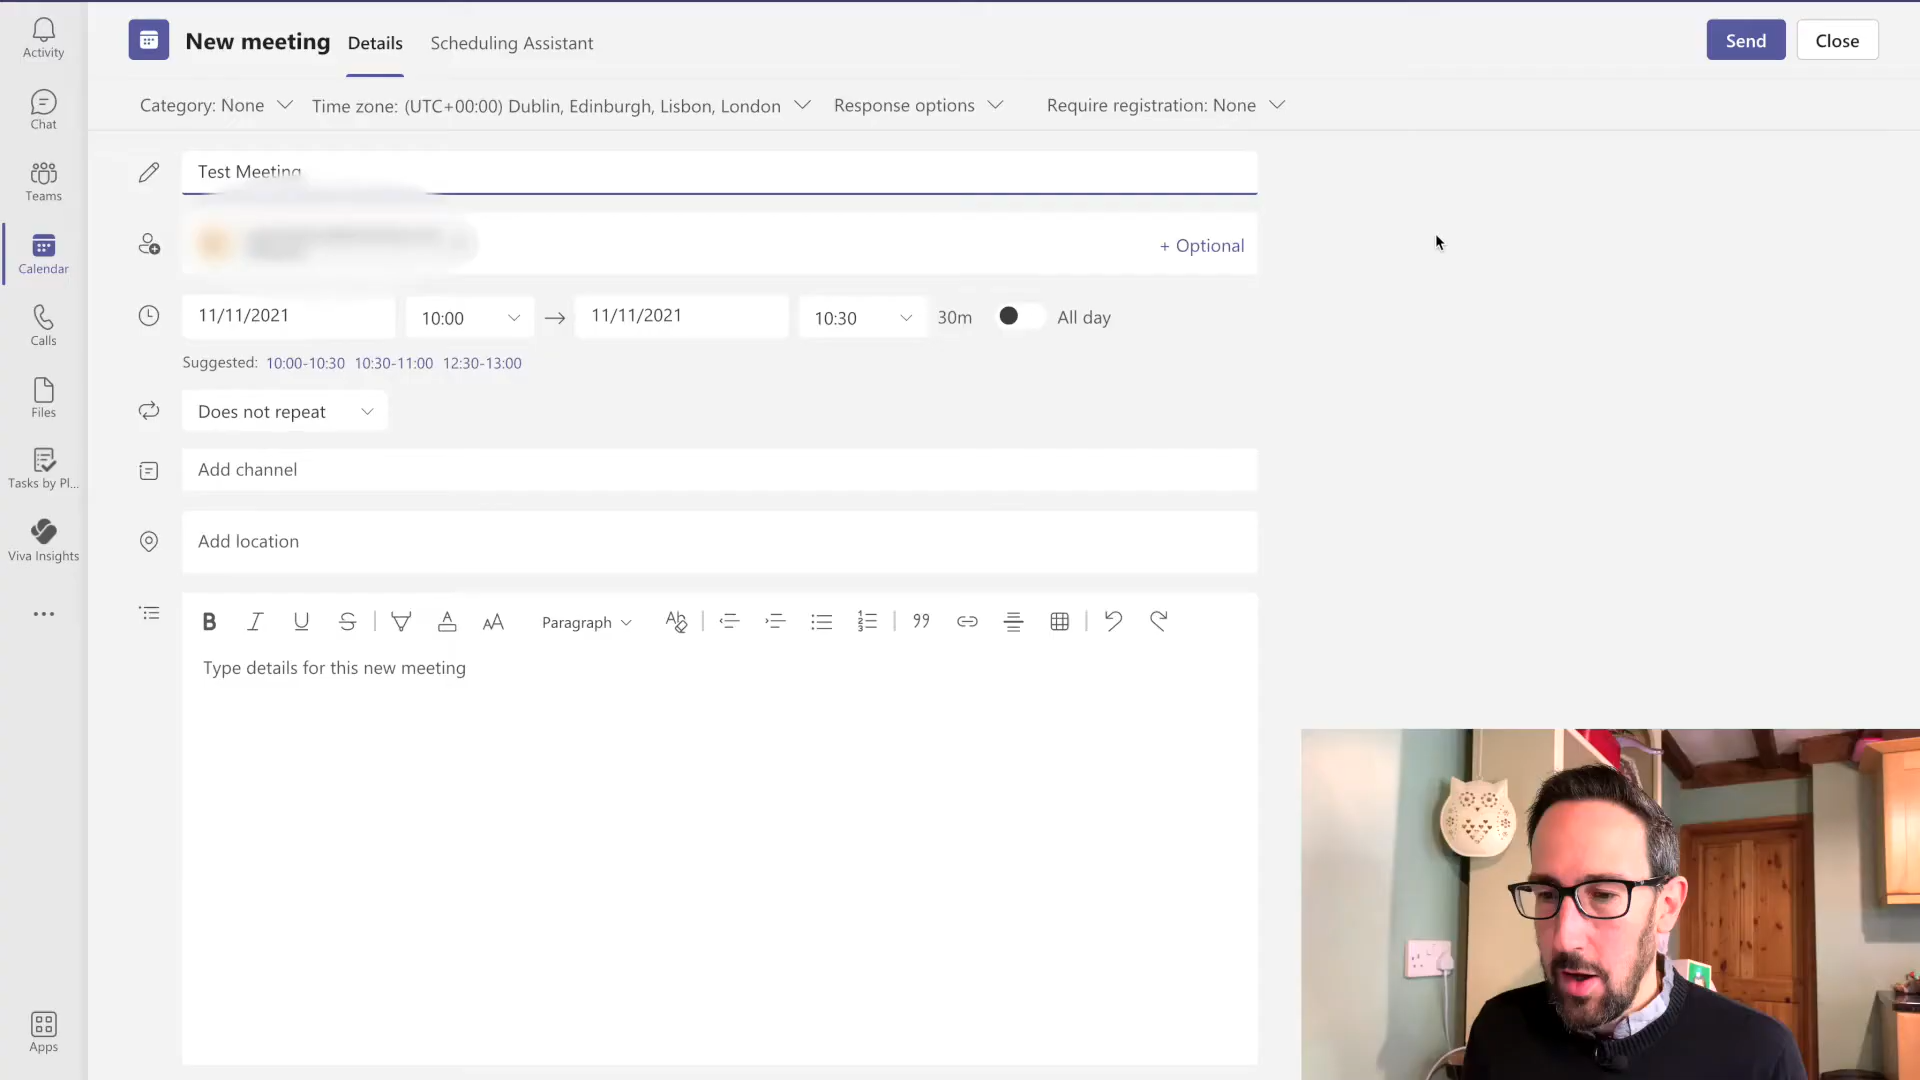 Activity
Chat
Teams
Calendar
Calls
Files
Tasks by Pl...
Viva Insights
Apps
New meeting
Details
Scheduling Assistant
Send
Close
Category: None
Time zone: (UTC+00:00) Dublin, Edinburgh, Lisbon, London
Response options
Require registration: None
Test Meeting
+ Optional
11/11/2021
10:00
11/11/2021
10:30
30m
All day
Suggested: 10:00-10:30 10:30-11:00 12:30-13:00
Does not repeat
Add channel
Add location
Paragraph
Type details for this new meeting